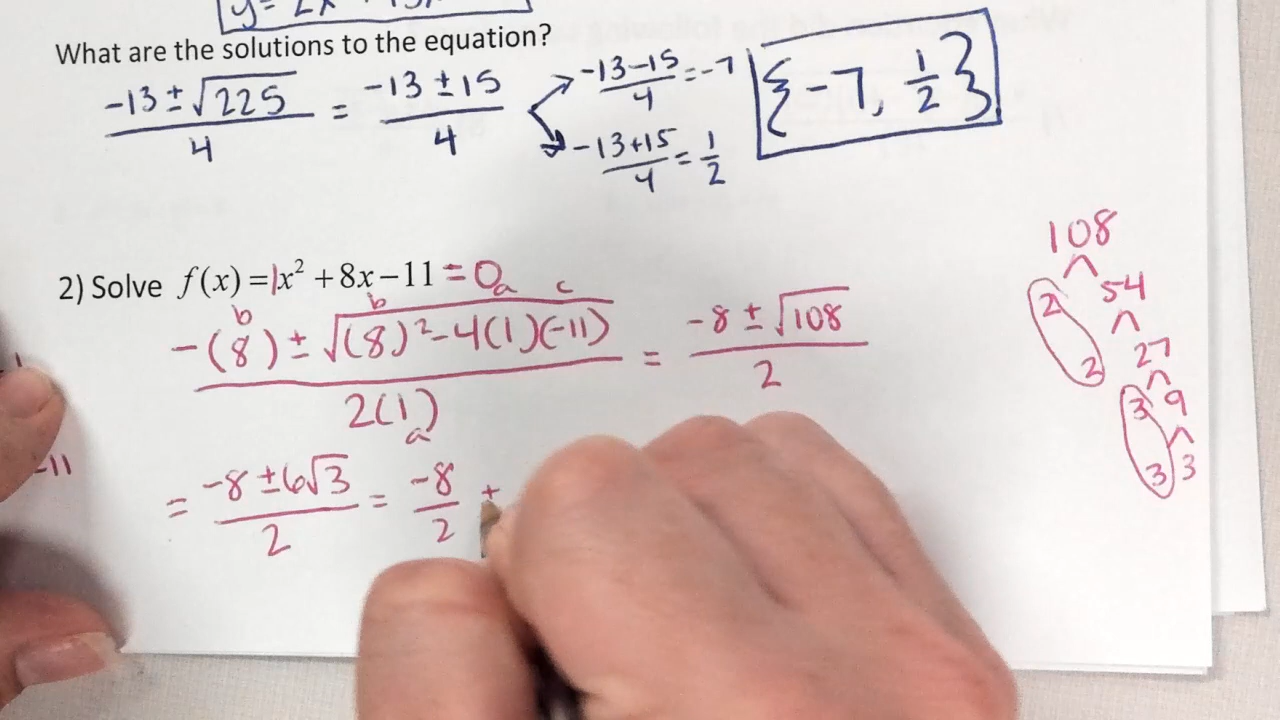 What are the solutions to the equation?
-13 ± √225 / 4 = -13 ± 15 / 4
-13-15 / 4 = -7
-13+15 / 4 = 1/2
{-7, 1/2}
2) Solve f(x) = 1x² + 8x - 11 = 0
b b a c
-(8) ± √(8)² - 4(1)(-11) / 2(1) = -8 ± √108 / 2
a
-11
= -8 ± 6√3 / 2 = -8/2 ±
108
2 54
2 27
3 9
3 3